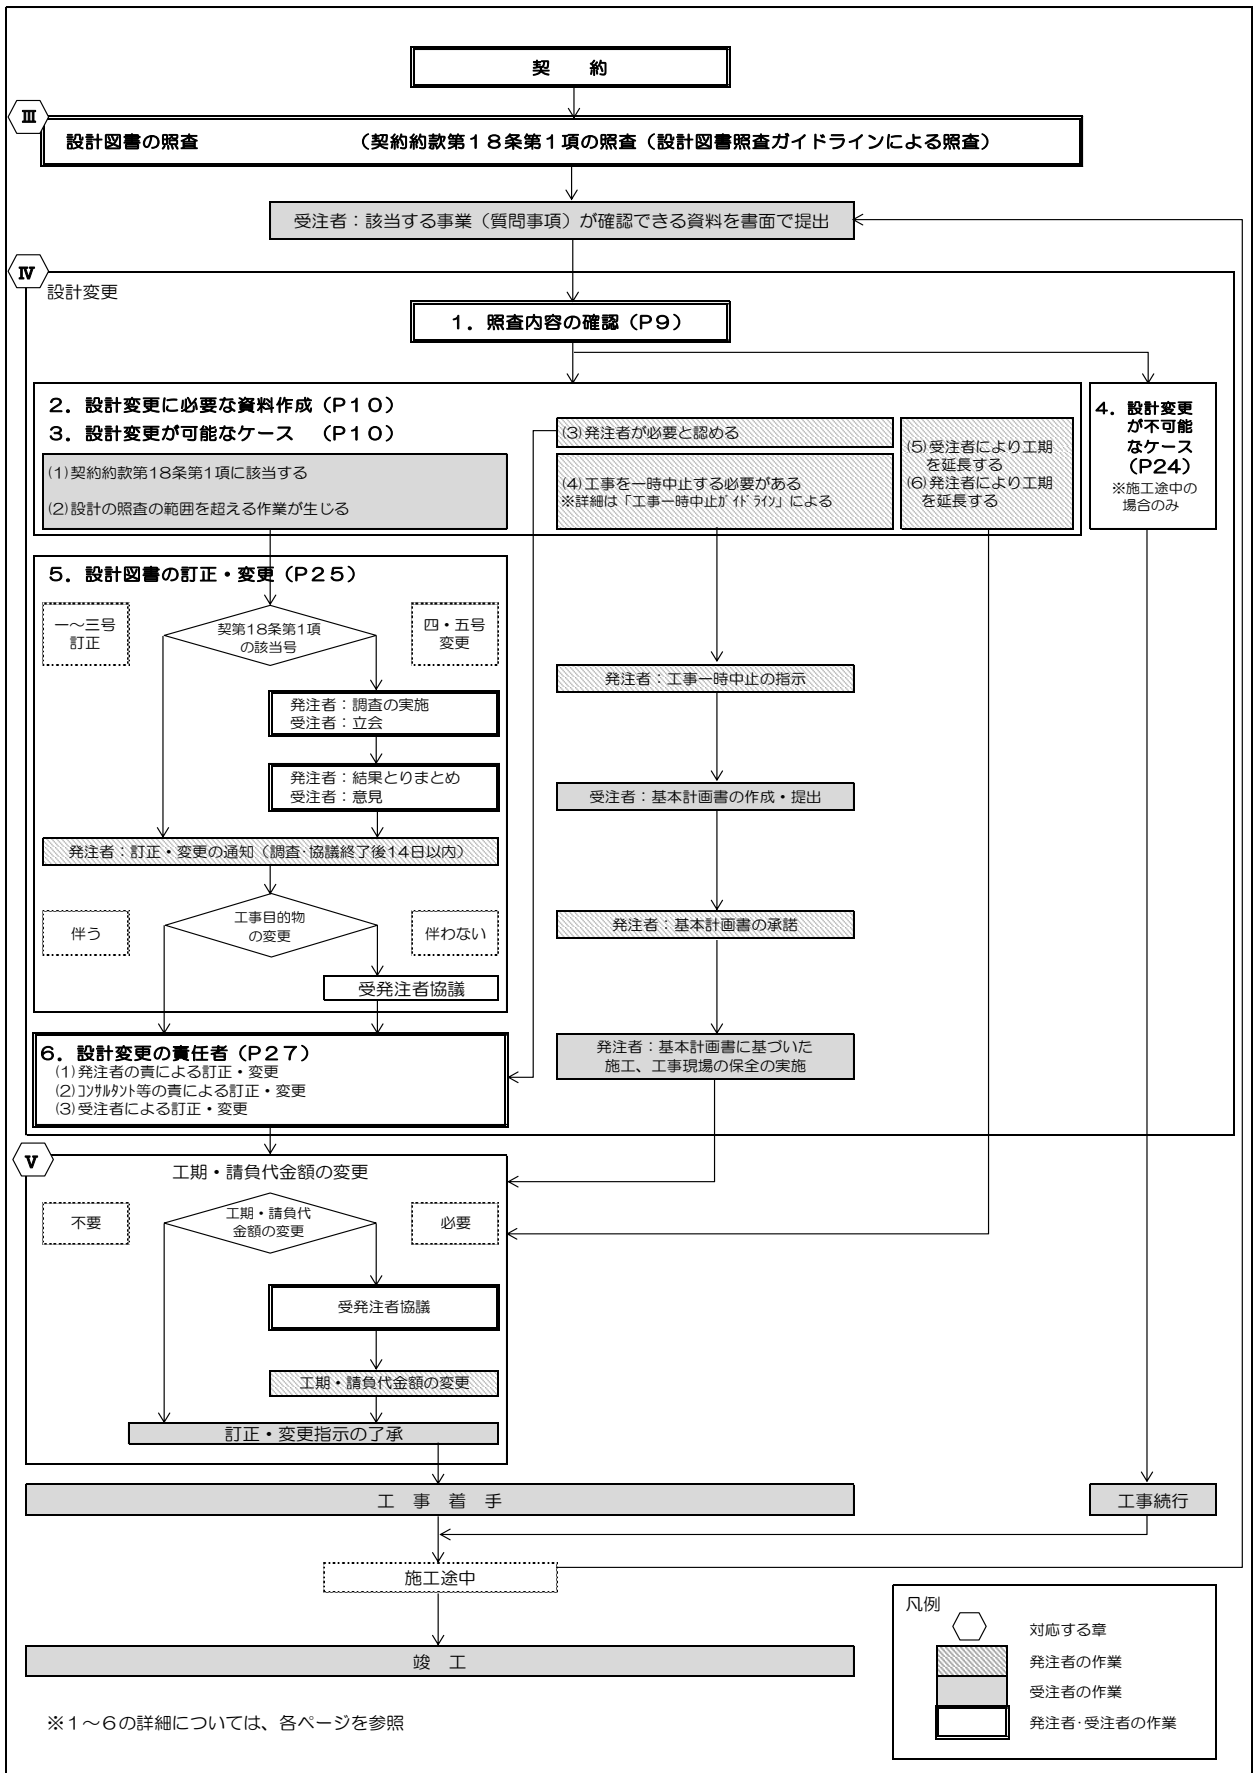 契　約
Ⅲ
設計図書の照査　（契約約款第１８条第１項の照査（設計図書照査ガイドラインによる照査）
受注者：該当する事業（質問事項）が確認できる資料を書面で提出
Ⅳ
設計変更
１．照査内容の確認（Ｐ９）
２．設計変更に必要な資料作成（Ｐ１０）
３．設計変更が可能なケース　（Ｐ１０）
(1)契約約款第18条第1項に該当する
(2)設計の照査の範囲を超える作業が生じる
(3)発注者が必要と認める
(4)工事を一時中止する必要がある
※詳細は「工事一時中止ｶﾞｲﾄﾞﾗｲﾝ」による
(5)受注者により工期
を延長する
(6)発注者により工期
を延長する
４．設計変更
が不可能
なケース
（P24）
※施工途中の
場合のみ
５．設計図書の訂正・変更（Ｐ２５）
一～三号
訂正
契第18条第1項
の該当号
四・五号
変更
発注者：調査の実施
受注者：立会
発注者：結果とりまとめ
受注者：意見
発注者：訂正・変更の通知（調査･協議終了後14日以内）
伴う
工事目的物
の変更
伴わない
受発注者協議
発注者：工事一時中止の指示
受注者：基本計画書の作成・提出
発注者：基本計画書の承諾
発注者：基本計画書に基づいた
施工、工事現場の保全の実施
６．設計変更の責任者（Ｐ２７）
(1)発注者の責による訂正・変更
(2)ｺﾝｻﾙﾀﾝﾄ等の責による訂正・変更
(3)受注者による訂正・変更
Ⅴ
工期・請負代金額の変更
不要
工期・請負代
金額の変更
必要
受発注者協議
工期・請負代金額の変更
訂正・変更指示の了承
工　事　着　手
工事続行
施工途中
竣　工
凡例
対応する章
発注者の作業
受注者の作業
発注者･受注者の作業
※１～６の詳細については、各ページを参照